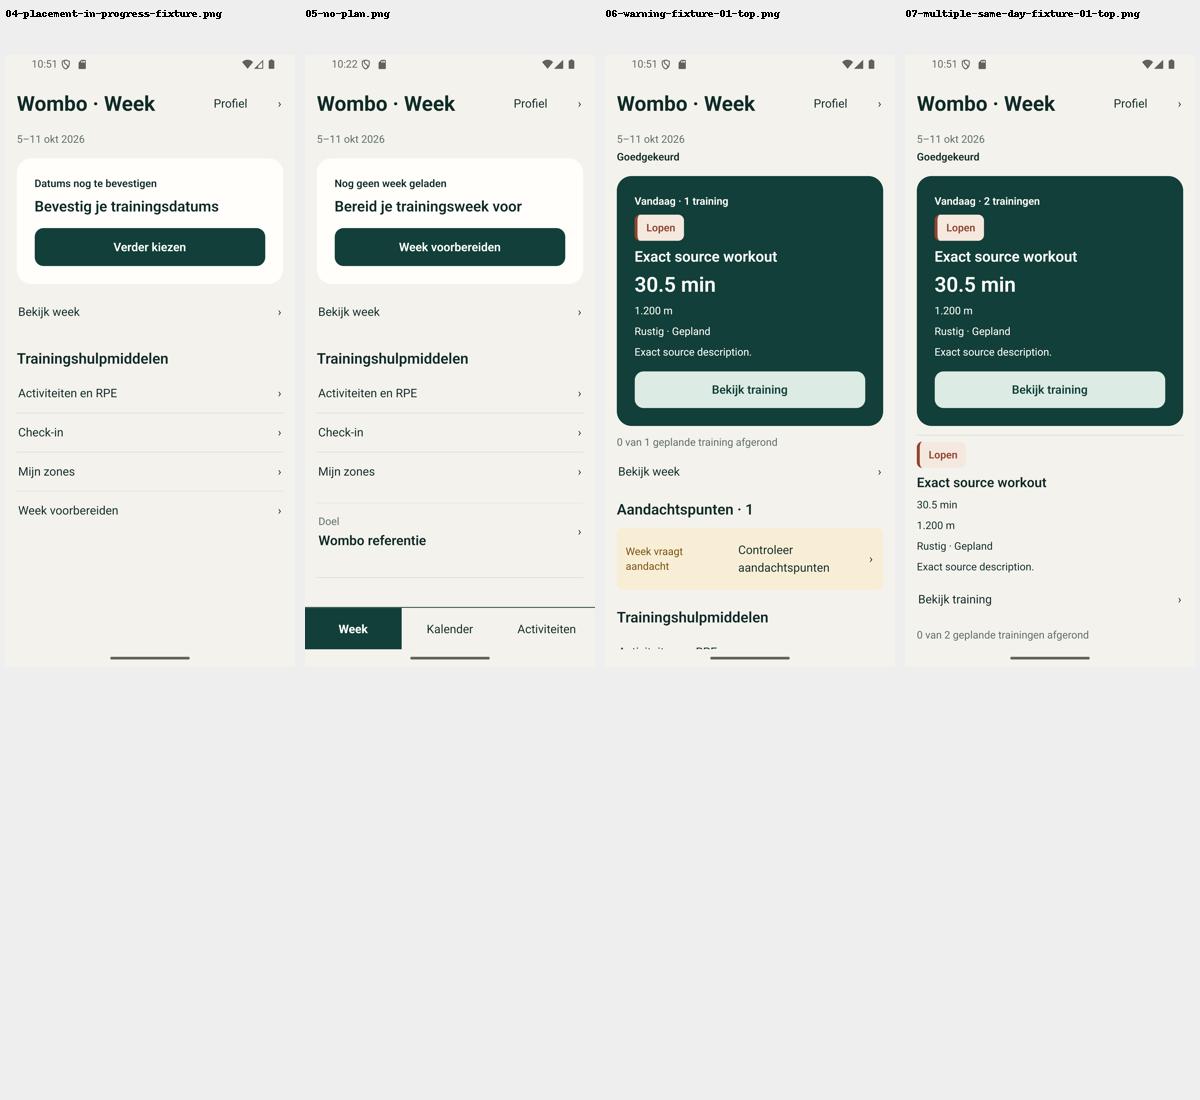 04-placement-in-progress-fixture.png
10:51
Wombo · Week
Profiel ›
5–11 okt 2026
Datums nog te bevestigen
Bevestig je trainingsdatums
Verder kiezen
Bekijk week ›
Trainingshulpmiddelen
Activiteiten en RPE ›
Check-in ›
Mijn zones ›
Week voorbereiden ›
05-no-plan.png
10:22
Wombo · Week
Profiel ›
5–11 okt 2026
Nog geen week geladen
Bereid je trainingsweek voor
Week voorbereiden
Bekijk week ›
Trainingshulpmiddelen
Activiteiten en RPE ›
Check-in ›
Mijn zones ›
Doel
Wombo referentie ›
Week
Kalender
Activiteiten
06-warning-fixture-01-top.png
10:51
Wombo · Week
Profiel ›
5–11 okt 2026
Goedgekeurd
Vandaag · 1 training
Lopen
Exact source workout
30.5 min
1.200 m
Rustig · Gepland
Exact source description.
Bekijk training
0 van 1 geplande training afgerond
Bekijk week ›
Aandachtspunten · 1
Week vraagt
aandacht
Controleer
aandachtspunten ›
Trainingshulpmiddelen
07-multiple-same-day-fixture-01-top.png
10:51
Wombo · Week
Profiel ›
5–11 okt 2026
Goedgekeurd
Vandaag · 2 trainingen
Lopen
Exact source workout
30.5 min
1.200 m
Rustig · Gepland
Exact source description.
Bekijk training
Lopen
Exact source workout
30.5 min
1.200 m
Rustig · Gepland
Exact source description.
Bekijk training ›
0 van 2 geplande trainingen afgerond